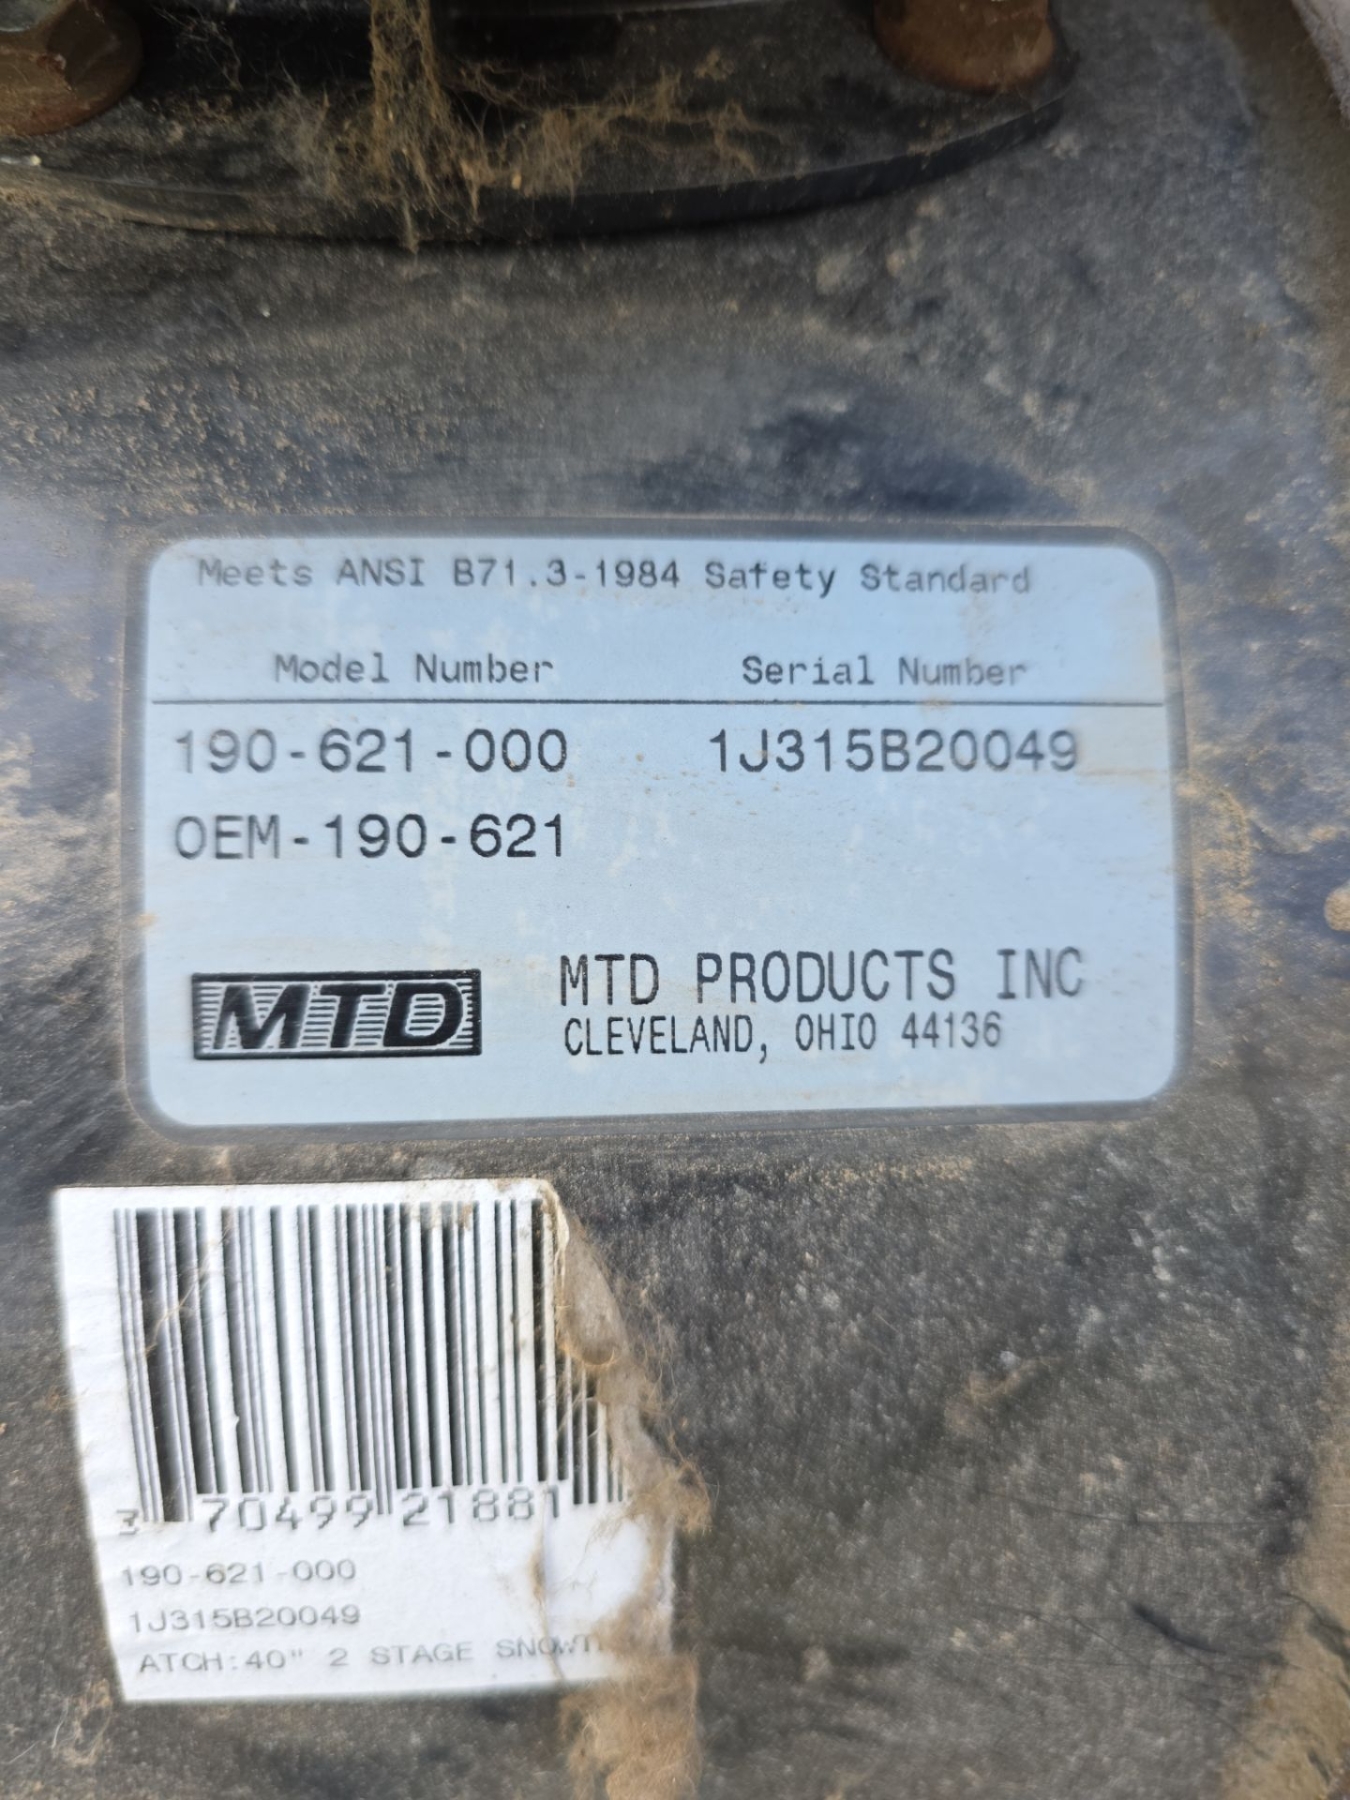 Meets ANSI B71.3-1984 Safety Standard
Model Number Serial Number
190-621-000 1J315B20049
OEM-190-621
MTD
MTD PRODUCTS INC
CLEVELAND, OHIO 44136
3 70499 21881
190-621-000
1J315B20049
ATCH:40" 2 STAGE